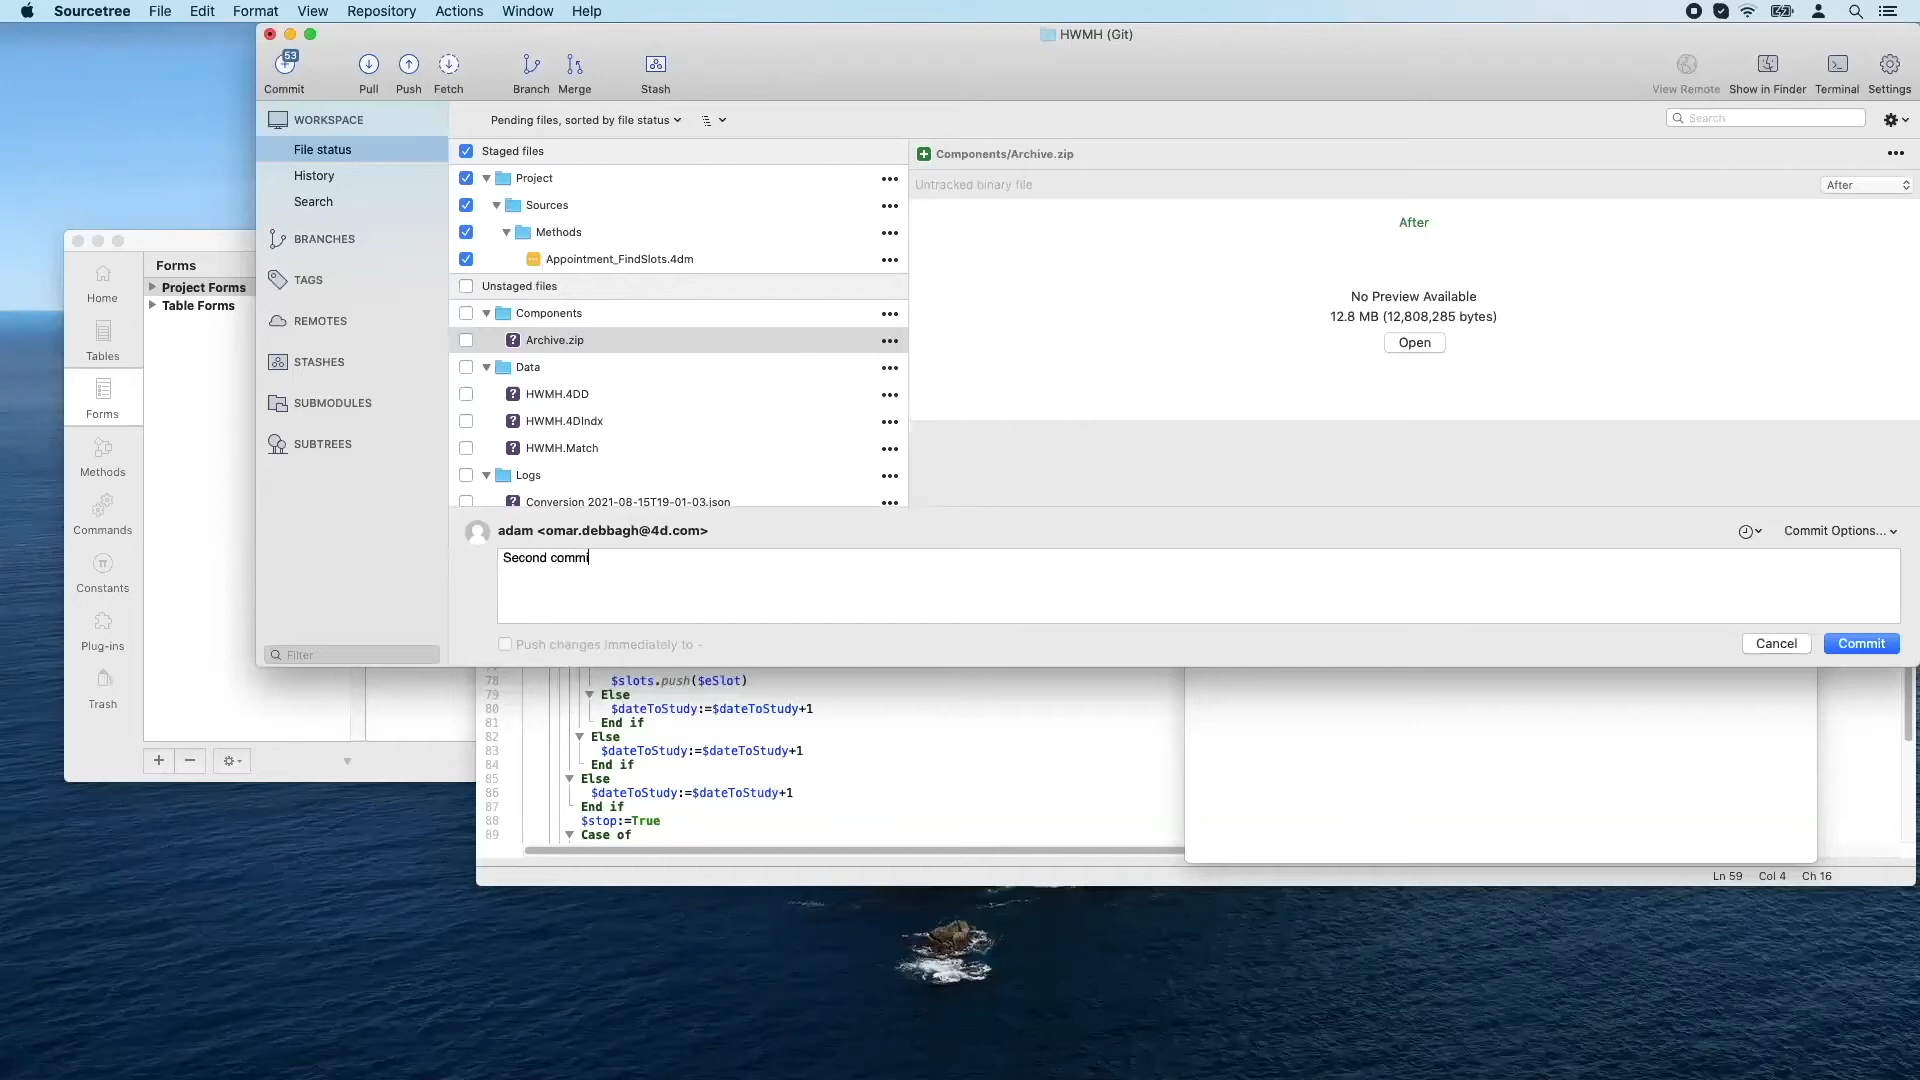 Sourcetree File Edit Format View Repository Actions Window Help
HWMH (Git)
53
Commit Pull Push Fetch Branch Merge Stash View Remote Show in Finder Terminal Settings
WORKSPACE
File status
History
Search
BRANCHES
TAGS
REMOTES
STASHES
SUBMODULES
SUBTREES
Filter
Pending files, sorted by file status
Search
Staged files
Project
Sources
Methods
Appointment_FindSlots.4dm
Unstaged files
Components
Archive.zip
Data
HWMH.4DD
HWMH.4DIndx
HWMH.Match
Logs
Conversion 2021-08-15T19-01-03.json
Components/Archive.zip
Untracked binary file
After
After
No Preview Available
12.8 MB (12,808,285 bytes)
Open
adam <omar.debbagh@4d.com>
Commit Options...
Second commi
Push changes immediately to -
Cancel
Commit
Home
Tables
Forms
Methods
Commands
Constants
Plug-ins
Trash
Forms
Project Forms
Table Forms
78 $slots.push($eSlot)
79 Else
80 $dateToStudy:=$dateToStudy+1
81 End if
82 Else
83 $dateToStudy:=$dateToStudy+1
84 End if
85 Else
86 $dateToStudy:=$dateToStudy+1
87 End if
88 $stop:=True
89 Case of
Ln 59 Col 4 Ch 16